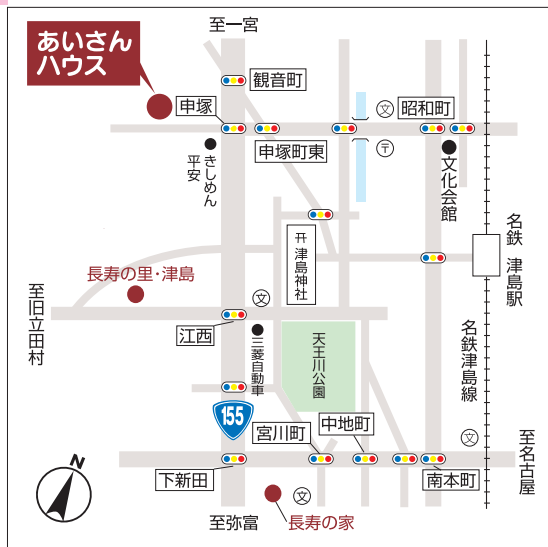 至一宮
あいさん
ハウス
観音町
申塚
昭和町
文
申塚町東
〒
きしめん
平安
文化会館
名鉄 津島駅
津島神社
長寿の里・津島
至旧立田村
文
江西
三菱自動車
天王川公園
名鉄津島線
155
宮川町
中地町
文
至名古屋
下新田
南本町
N
文
至弥富
長寿の家